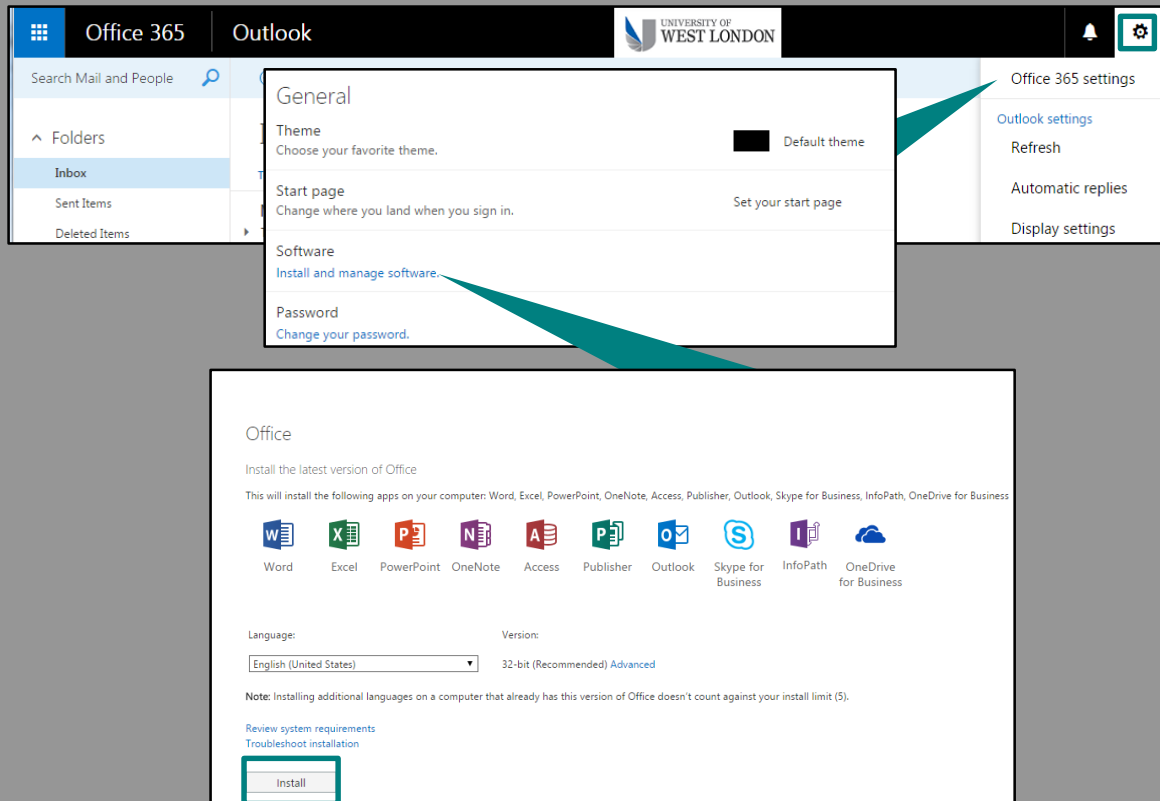 Office 365
Outlook
UNIVERSITY OF
WEST LONDON
Search Mail and People
Office 365 settings
Folders
Outlook settings
Refresh
Inbox
Automatic replies
Sent Items
Display settings
Deleted Items
General
Theme
Choose your favorite theme.
Default theme
Start page
Change where you land when you sign in.
Set your start page
Software
Install and manage software.
Password
Change your password.
Office
Install the latest version of Office
This will install the following apps on your computer: Word, Excel, PowerPoint, OneNote, Access, Publisher, Outlook, Skype for Business, InfoPath, OneDrive for Business
Word
Excel
PowerPoint
OneNote
Access
Publisher
Outlook
Skype for
Business
InfoPath
OneDrive
for Business
Language:
Version:
English (United States)
32-bit (Recommended) Advanced
Note: Installing additional languages on a computer that already has this version of Office doesn't count against your install limit (5).
Review system requirements
Troubleshoot installation
Install